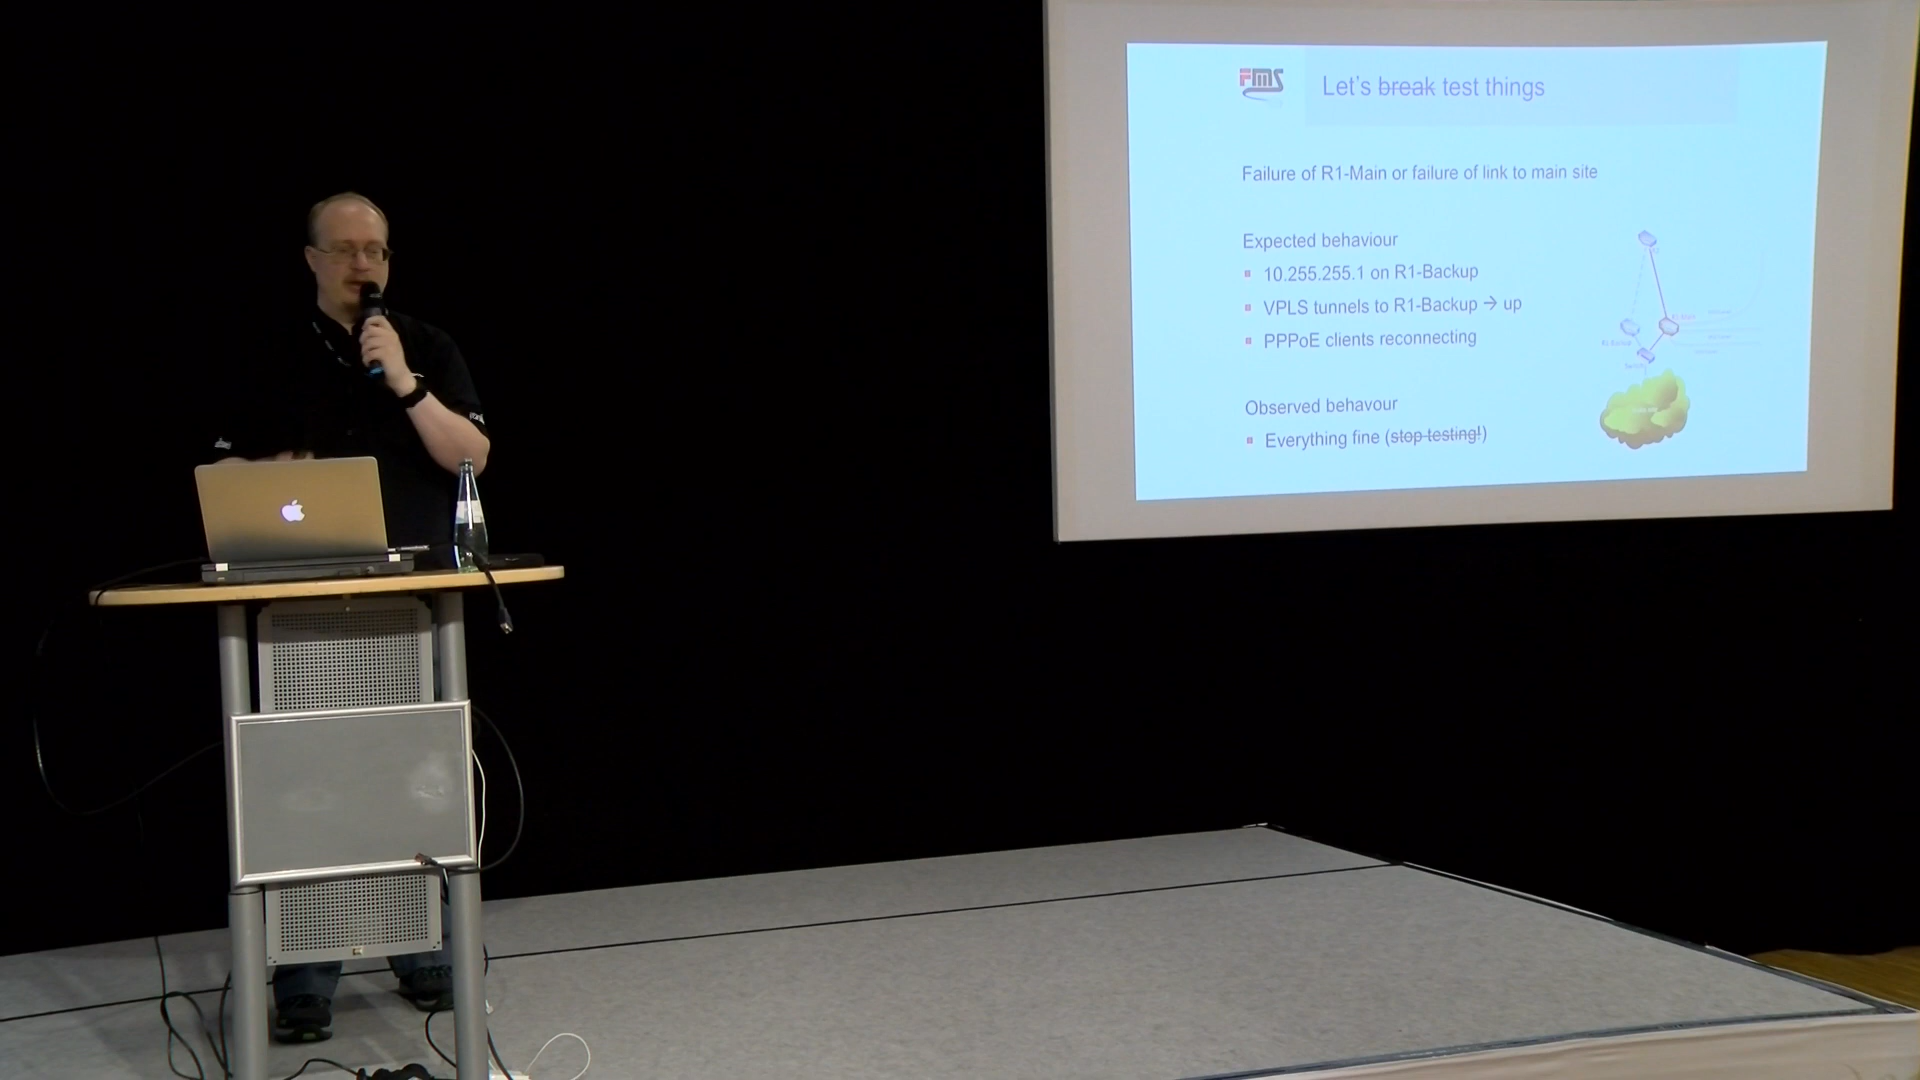 FMS
Let's break test things
Failure of R1-Main or failure of link to main site
Expected behaviour
▪ 10.255.255.1 on R1-Backup
▪ VPLS tunnels to R1-Backup → up
▪ PPPoE clients reconnecting
Observed behavour
▪ Everything fine (stop testing!)